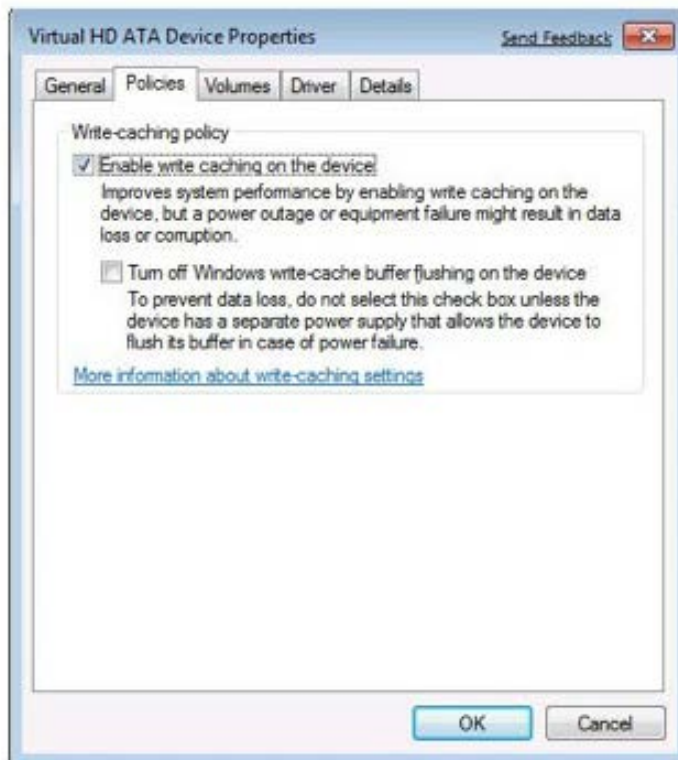 Virtual HD ATA Device Properties
Send Feedback
General
Policies
Volumes
Driver
Details
Write-caching policy
Enable write caching on the device
Improves system performance by enabling write caching on the
device, but a power outage or equipment failure might result in data
loss or corruption.
Turn off Windows write-cache buffer flushing on the device
To prevent data loss, do not select this check box unless the
device has a separate power supply that allows the device to
flush its buffer in case of power failure.
More information about write-caching settings
OK
Cancel